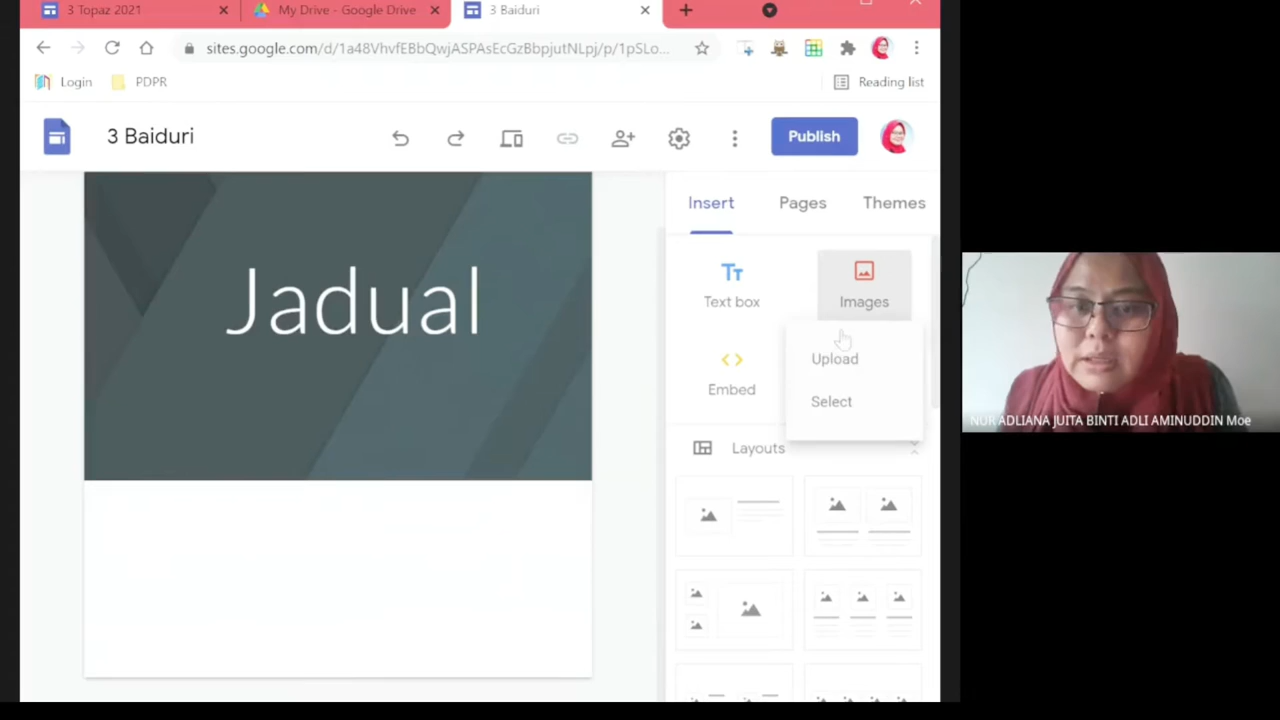 3 Topaz 2021
My Drive - Google Drive
3 Baiduri
sites.google.com/d/1a48VhvfEBbQwjASPAsEcGzBbpjutNLpj/p/1pSLo...
Login
PDPR
Reading list
3 Baiduri
Publish
Jadual
Insert
Pages
Themes
Text box
Images
Embed
Upload
Select
Layouts
NUR ADLIANA JUITA BINTI ADLI AMINUDDIN Moe